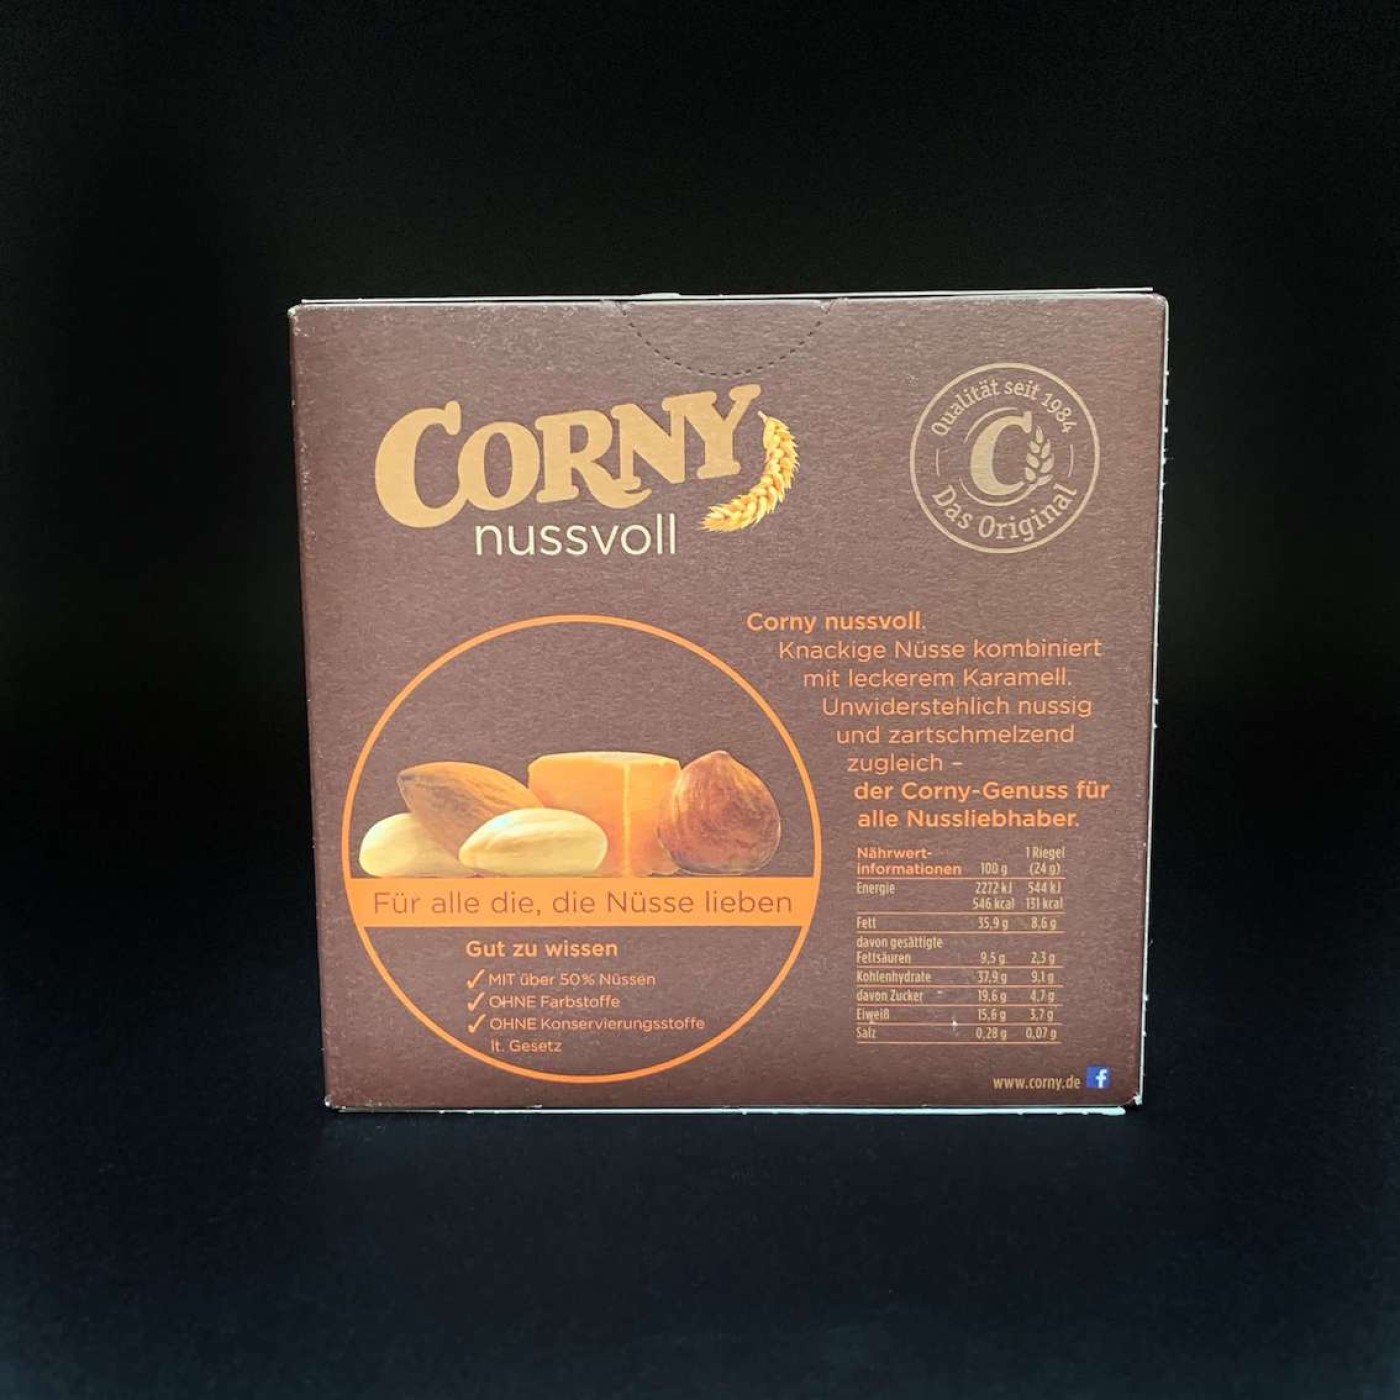 CORNY
nussvoll
Qualität seit 1984
C
Das Original
Corny nussvoll.
Knackige Nüsse kombiniert
mit leckerem Karamell.
Unwiderstehlich nussig
und zartschmelzend
zugleich –
der Corny-Genuss für
alle Nussliebhaber.
Für alle die, die Nüsse lieben
Gut zu wissen
✓ MIT über 50% Nüssen
✓ OHNE Farbstoffe
✓ OHNE Konservierungsstoffe
lt. Gesetz
Nährwert- 1 Riegel
informationen 100 g (24 g)
Energie 2272 kJ 544 kJ
546 kcal 131 kcal
Fett 35,9 g 8,6 g
davon gesättigte
Fettsäuren 9,5 g 2,3 g
Kohlenhydrate 37,9 g 9,1 g
davon Zucker 19,6 g 4,7 g
Eiweiß 15,6 g 3,7 g
Salz 0,28 g 0,07 g
www.corny.de f